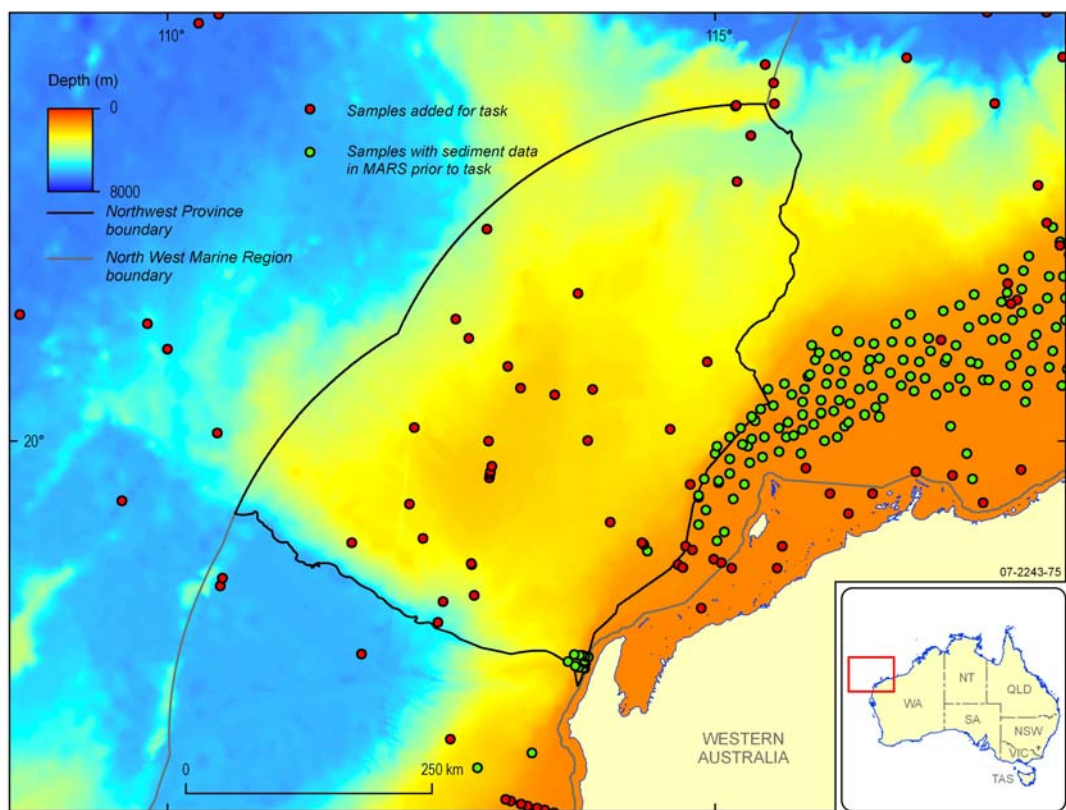 110°
115°
Depth (m)
0
8000
Samples added for task
Samples with sediment data
in MARS prior to task
Northwest Province
boundary
North West Marine Region
boundary
20°
07-2243-75
WESTERN
AUSTRALIA
0
250 km
NT
QLD
WA
SA
NSW
VIC
TAS